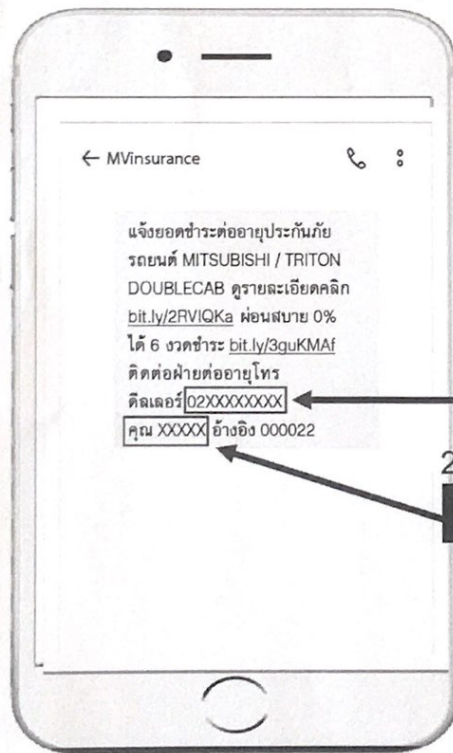 ← MVinsurance
แจ้งยอดชำระต่ออายุประกันภัย
รถยนต์ MITSUBISHI / TRITON
DOUBLECAB ดูรายละเอียดคลิก
bit.ly/2RVIQKa ผ่อนสบาย 0%
ได้ 6 งวดชำระ bit.ly/3guKMAf
ติดต่อฝ่ายต่ออายุโทร
ดีลเลอร์ 02XXXXXXXX
คุณ XXXXX อ้างอิง 000022
2